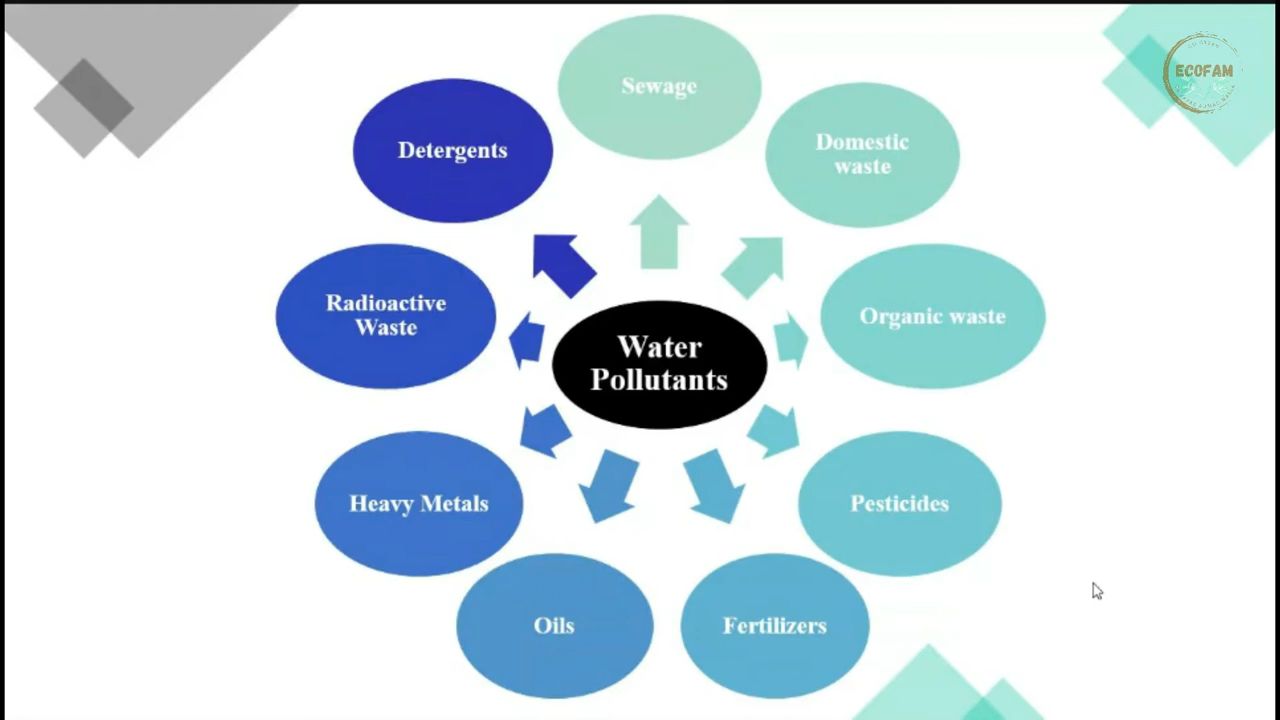 Sewage
Domestic
waste
Organic waste
Pesticides
Fertilizers
Oils
Heavy Metals
Radioactive
Waste
Detergents
Water
Pollutants
ECOFAM